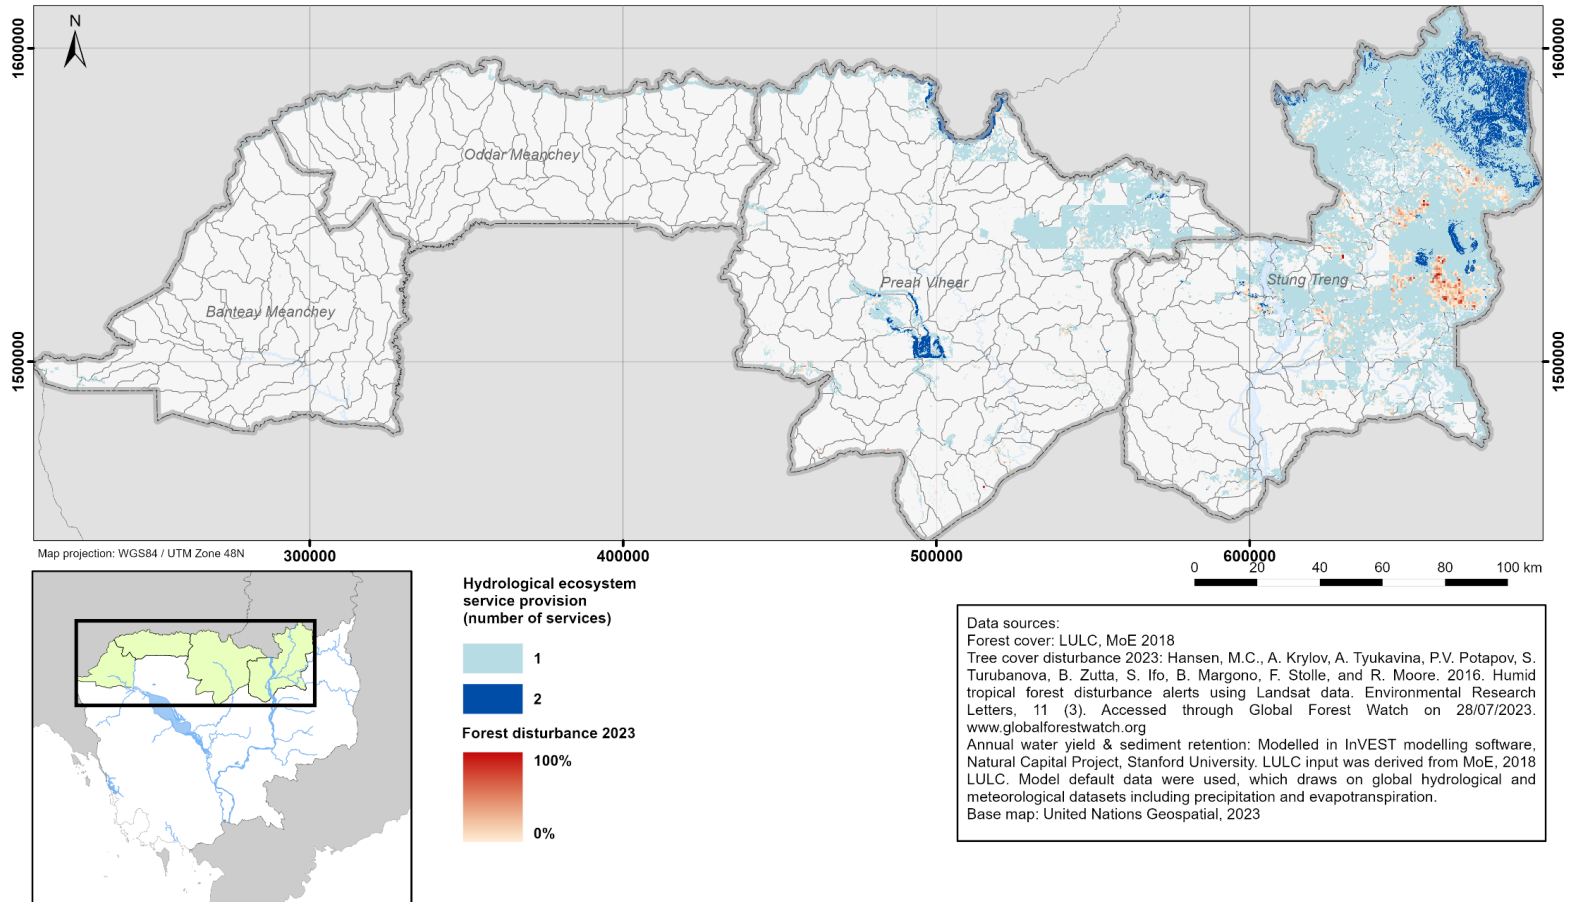 N
1600000
1600000
Oddar Meanchey
Preah Vihear
Stung Treng
Banteay Meanchey
1500000
1500000
Map projection: WGS84 / UTM Zone 48N
300000
400000
500000
600000
0 20 40 60 80 100 km
Hydrological ecosystem
service provision
(number of services)
1
2
Forest disturbance 2023
100%
0%
Data sources:
Forest cover: LULC, MoE 2018
Tree cover disturbance 2023: Hansen, M.C., A. Krylov, A. Tyukavina, P.V. Potapov, S.
Turubanova, B. Zutta, S. Ifo, B. Margono, F. Stolle, and R. Moore. 2016. Humid
tropical forest disturbance alerts using Landsat data. Environmental Research
Letters, 11 (3). Accessed through Global Forest Watch on 28/07/2023.
www.globalforestwatch.org
Annual water yield & sediment retention: Modelled in InVEST modelling software,
Natural Capital Project, Stanford University. LULC input was derived from MoE, 2018
LULC. Model default data were used, which draws on global hydrological and
meteorological datasets including precipitation and evapotranspiration.
Base map: United Nations Geospatial, 2023